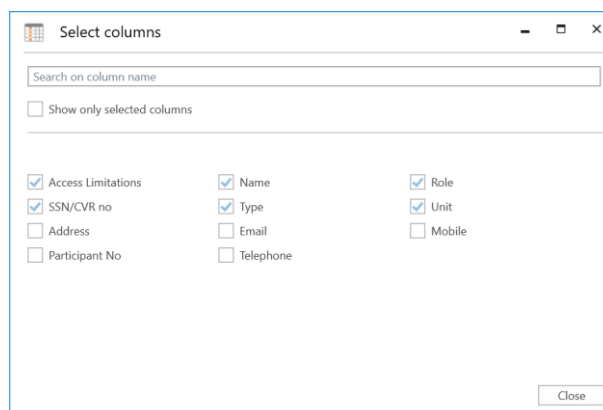 Select columns
Search on column name
Show only selected columns
Access Limitations Name Role
SSN/CVR no Type Unit
Address Email Mobile
Participant No Telephone
Close